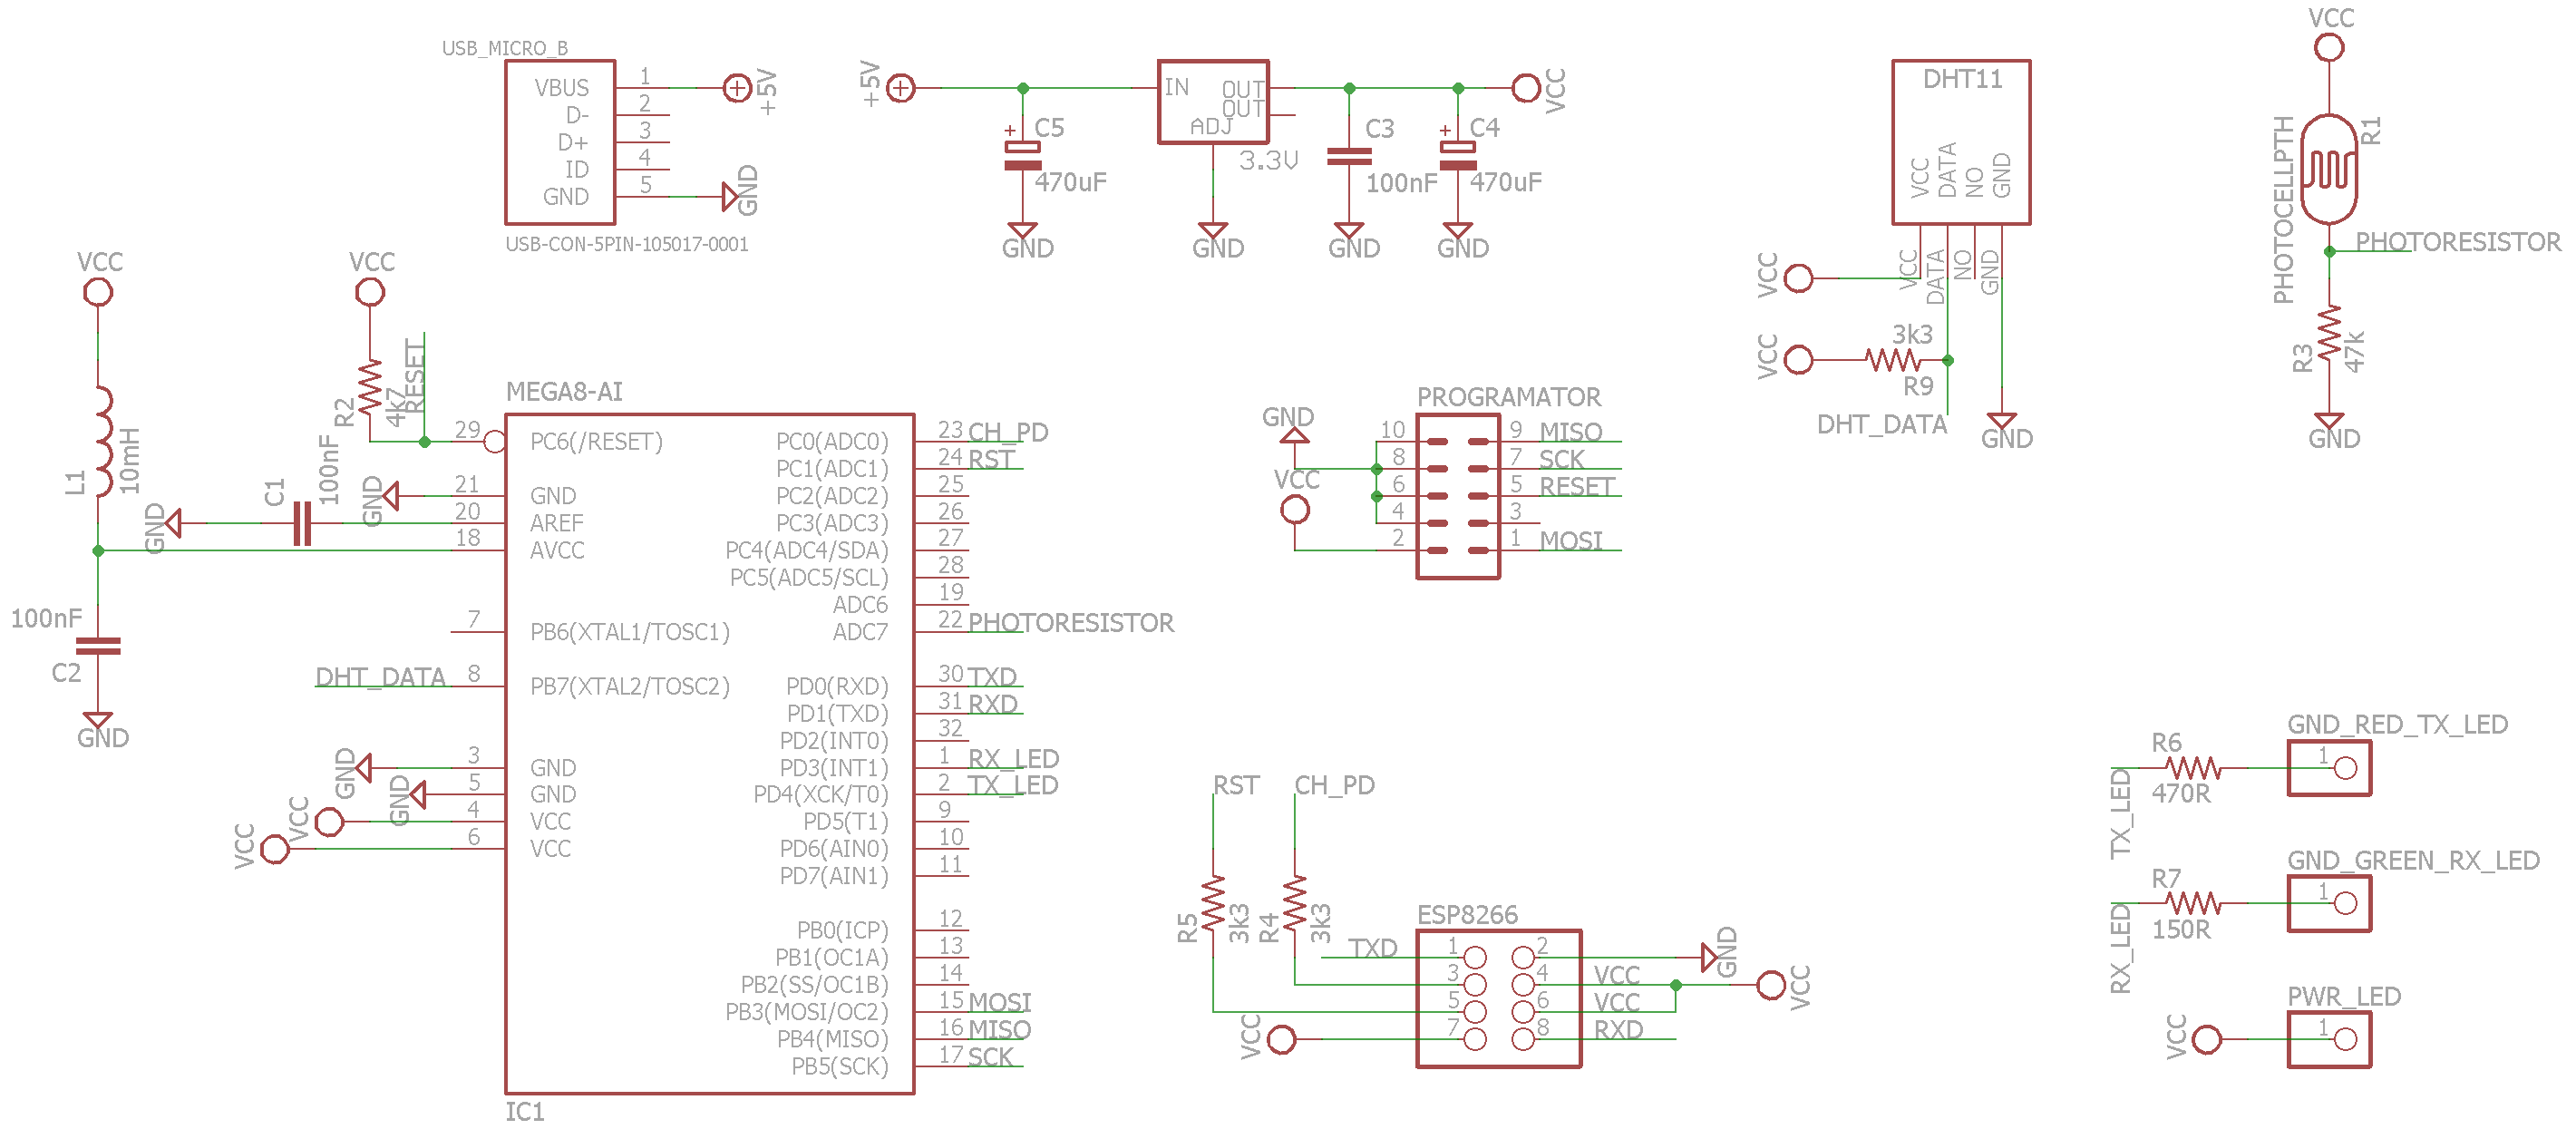 USB_MICRO_B
VBUS 1
D- 2
D+ 3
ID 4
GND 5
+5V
GND
USB-CON-5PIN-105017-0001
+5V
C5
470uF
GND
IN
OUT
OUT
ADJ
3.3V
GND
C3
100nF
GND
C4
470uF
GND
VCC
DHT11
VCC
DATA
NO
GND
VCC
DATA
NO
GND
VCC
VCC
3k3
R9
DHT_DATA
GND
VCC
PHOTOCELLPTH
R1
PHOTORESISTOR
R3
47k
GND
VCC
L1
10mH
100nF
C2
GND
VCC
R2
4k7
RESET
C1
100nF
GND
GND
MEGA8-AI
29 PC6(/RESET)
21 GND
20 AREF
18 AVCC
7 PB6(XTAL1/TOSC1)
DHT_DATA 8 PB7(XTAL2/TOSC2)
GND 3 GND
GND 5 GND
VCC 4 VCC
VCC 6 VCC
PC0(ADC0) 23 CH_PD
PC1(ADC1) 24 RST
PC2(ADC2) 25
PC3(ADC3) 26
PC4(ADC4/SDA) 27
PC5(ADC5/SCL) 28
ADC6 19
ADC7 22 PHOTORESISTOR
PD0(RXD) 30 TXD
PD1(TXD) 31 RXD
PD2(INT0) 32
PD3(INT1) 1 RX_LED
PD4(XCK/T0) 2 TX_LED
PD5(T1) 9
PD6(AIN0) 10
PD7(AIN1) 11
PB0(ICP) 12
PB1(OC1A) 13
PB2(SS/OC1B) 14
PB3(MOSI/OC2) 15 MOSI
PB4(MISO) 16 MISO
PB5(SCK) 17 SCK
IC1
PROGRAMATOR
GND
VCC
10 9 MISO
8 7 SCK
6 5 RESET
4 3
2 1 MOSI
RST CH_PD
R5
3k3
R4
3k3
ESP8266
TXD 1 2 GND
3 4 VCC
5 6 VCC
VCC 7 8 RXD
VCC
GND_RED_TX_LED
R6
470R
TX_LED
1
GND_GREEN_RX_LED
R7
150R
RX_LED
1
PWR_LED
VCC
1